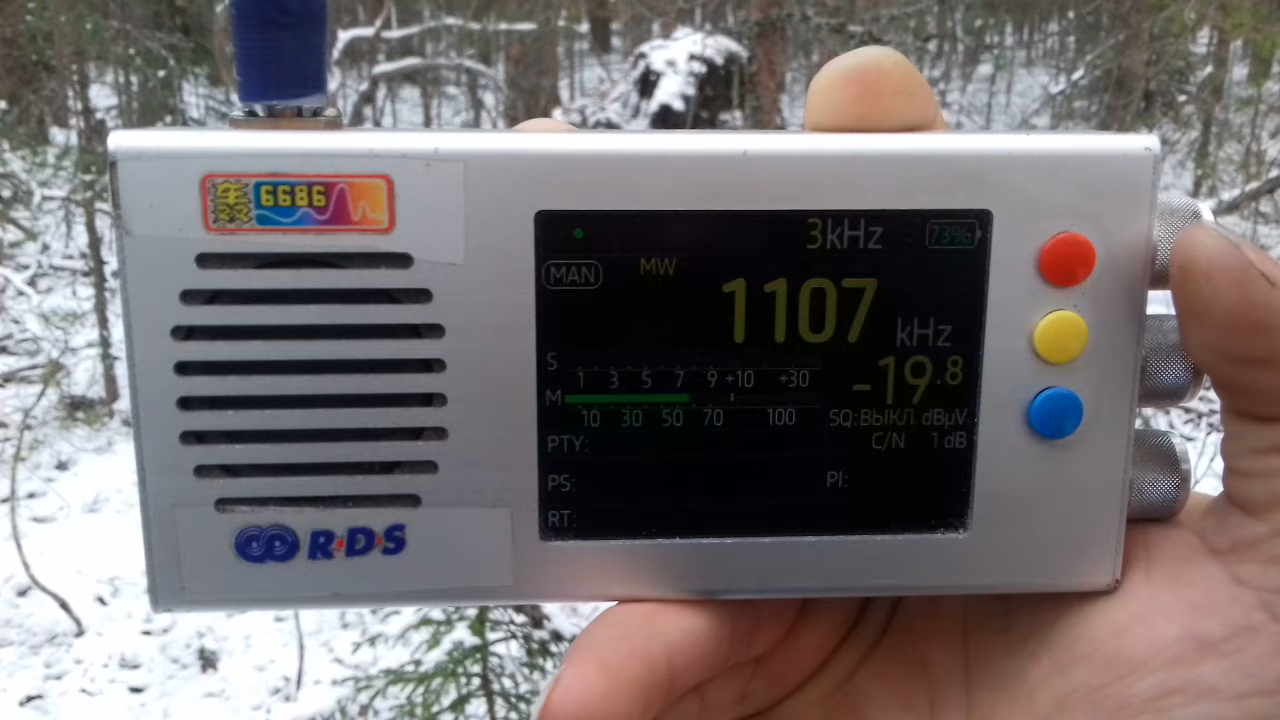 6686
R·D·S
3kHz 73%
MAN MW
1107 kHz
S 1 3 5 7 9 +10 +30
-19.8
M 10 30 50 70 100
SQ:ВЫКЛ. dBµV
C/N 1 dB
PTY:
PS: PI:
RT: